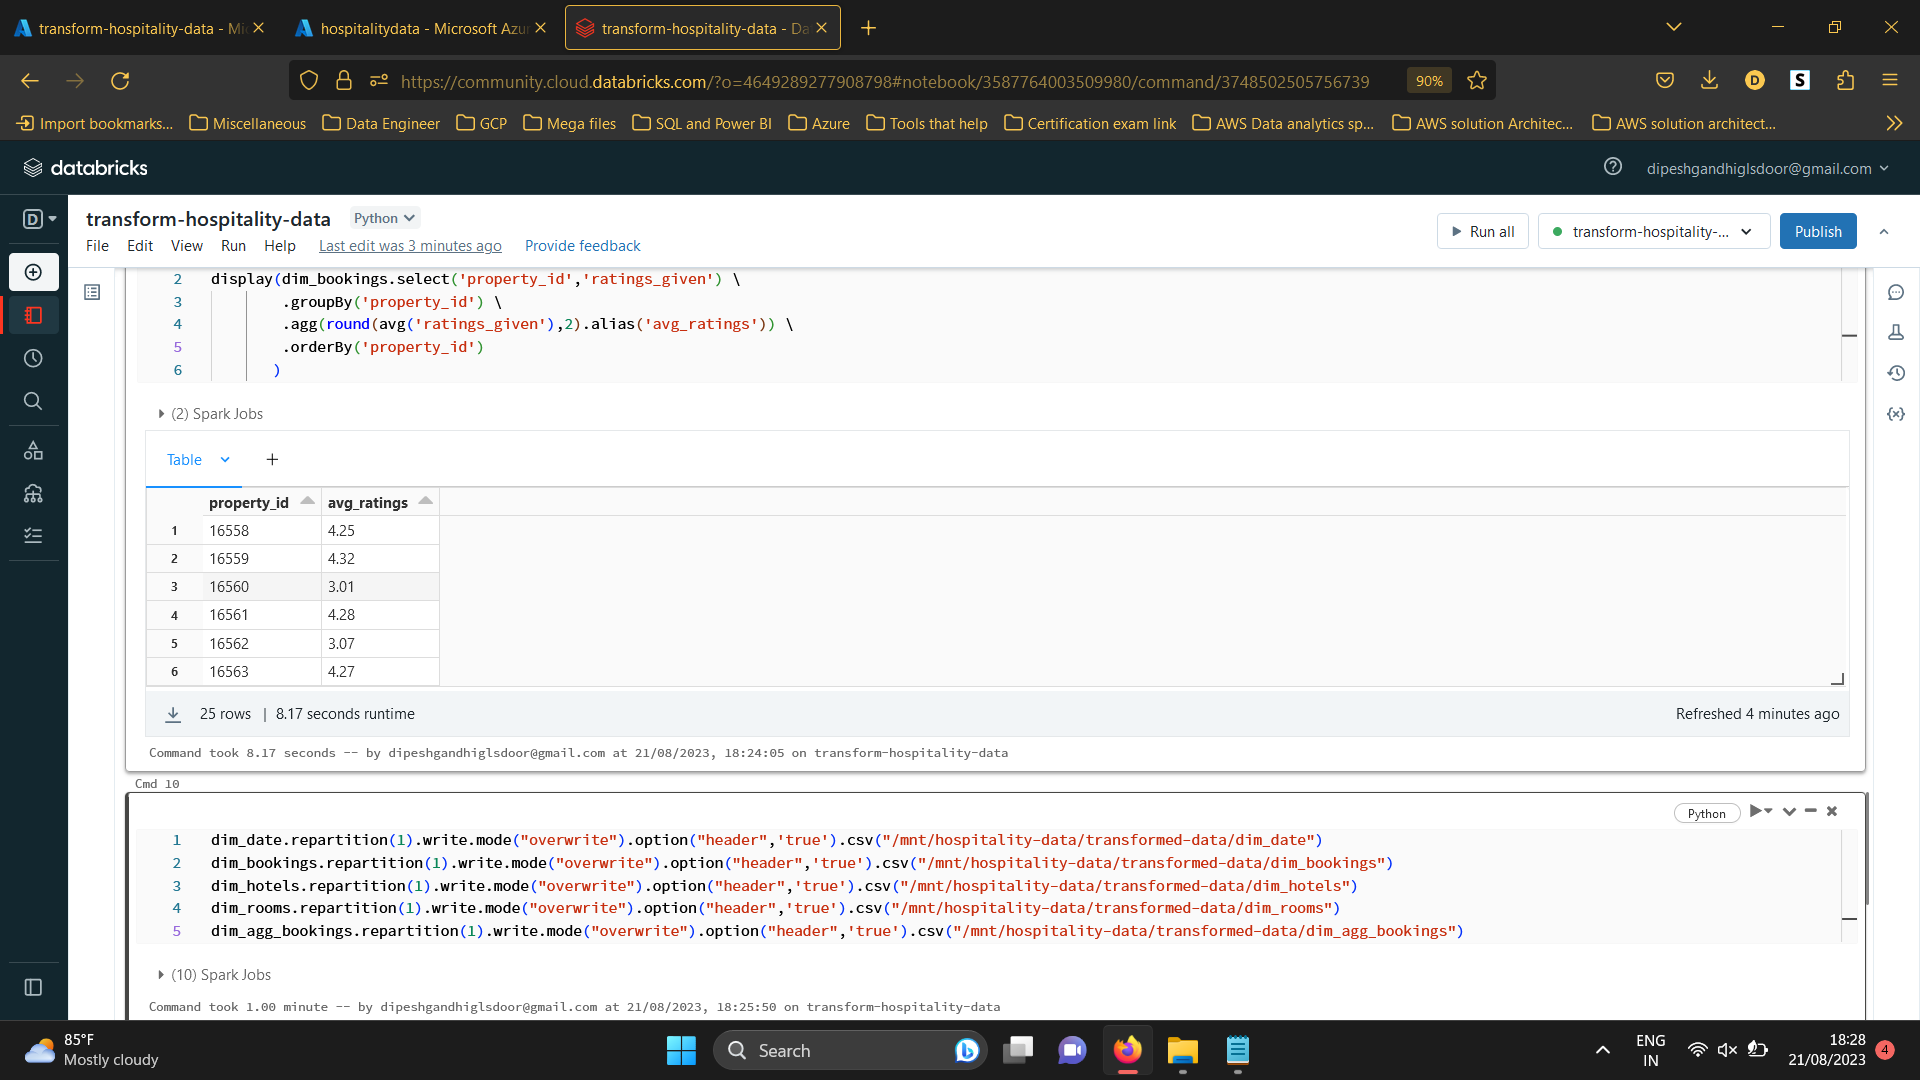 transform-hospitality-data - Mi
hospitalitydata - Microsoft Azur
transform-hospitality-data - Da
https://community.cloud.databricks.com/?o=4649289277908798#notebook/3587764003509980/command/3748502505756739
90%
D
S
Import bookmarks...
Miscellaneous
Data Engineer
GCP
Mega files
SQL and Power BI
Azure
Tools that help
Certification exam link
AWS Data analytics sp...
AWS solution Architec...
AWS solution architect...
databricks
dipeshgandhiglsdoor@gmail.com
D
transform-hospitality-data
Python
File Edit View Run Help Last edit was 3 minutes ago Provide feedback
Run all
transform-hospitality-...
Publish
2 display(dim_bookings.select('property_id','ratings_given') \
3 .groupBy('property_id') \
4 .agg(round(avg('ratings_given'),2).alias('avg_ratings')) \
5 .orderBy('property_id')
6 )
(2) Spark Jobs
Table +
property_id avg_ratings
1 16558 4.25
2 16559 4.32
3 16560 3.01
4 16561 4.28
5 16562 3.07
6 16563 4.27
25 rows | 8.17 seconds runtime
Refreshed 4 minutes ago
Command took 8.17 seconds -- by dipeshgandhiglsdoor@gmail.com at 21/08/2023, 18:24:05 on transform-hospitality-data
Cmd 10
Python
1 dim_date.repartition(1).write.mode("overwrite").option("header",'true').csv("/mnt/hospitality-data/transformed-data/dim_date")
2 dim_bookings.repartition(1).write.mode("overwrite").option("header",'true').csv("/mnt/hospitality-data/transformed-data/dim_bookings")
3 dim_hotels.repartition(1).write.mode("overwrite").option("header",'true').csv("/mnt/hospitality-data/transformed-data/dim_hotels")
4 dim_rooms.repartition(1).write.mode("overwrite").option("header",'true').csv("/mnt/hospitality-data/transformed-data/dim_rooms")
5 dim_agg_bookings.repartition(1).write.mode("overwrite").option("header",'true').csv("/mnt/hospitality-data/transformed-data/dim_agg_bookings")
(10) Spark Jobs
Command took 1.00 minute -- by dipeshgandhiglsdoor@gmail.com at 21/08/2023, 18:25:50 on transform-hospitality-data
85°F
Mostly cloudy
Search
ENG
IN
18:28
21/08/2023
4